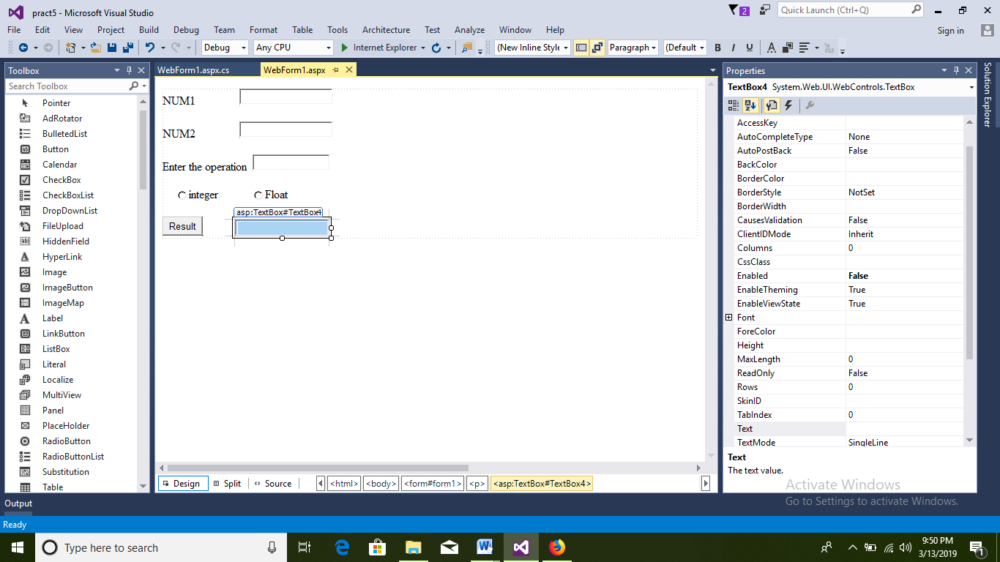 pract5 - Microsoft Visual Studio
2
Quick Launch (Ctrl+Q)
File Edit View Project Build Debug Team Format Table Tools Architecture Test Analyze Window Help
Sign in
Debug Any CPU Internet Explorer (New Inline Style Paragraph (Default B I U A
Toolbox
Search Toolbox
Pointer
AdRotator
BulletedList
Button
Calendar
CheckBox
CheckBoxList
DropDownList
FileUpload
HiddenField
HyperLink
Image
ImageButton
ImageMap
Label
LinkButton
ListBox
Literal
Localize
MultiView
Panel
PlaceHolder
RadioButton
RadioButtonList
Substitution
Table
WebForm1.aspx.cs WebForm1.aspx
NUM1
NUM2
Enter the operation
integer Float
asp:TextBox#TextBox4
Result
Design Split Source <html> <body> <form#form1> <p> <asp:TextBox#TextBox4>
Properties
TextBox4 System.Web.UI.WebControls.TextBox
AccessKey
AutoCompleteType None
AutoPostBack False
BackColor
BorderColor
BorderStyle NotSet
BorderWidth
CausesValidation False
ClientIDMode Inherit
Columns 0
CssClass
Enabled False
EnableTheming True
EnableViewState True
Font
ForeColor
Height
MaxLength 0
ReadOnly False
Rows 0
SkinID
TabIndex 0
Text
TextMode SingleLine
Text
The text value.
Solution Explorer
Activate Windows
Go to Settings to activate Windows.
Output
Ready
Type here to search
9:50 PM
3/13/2019
1